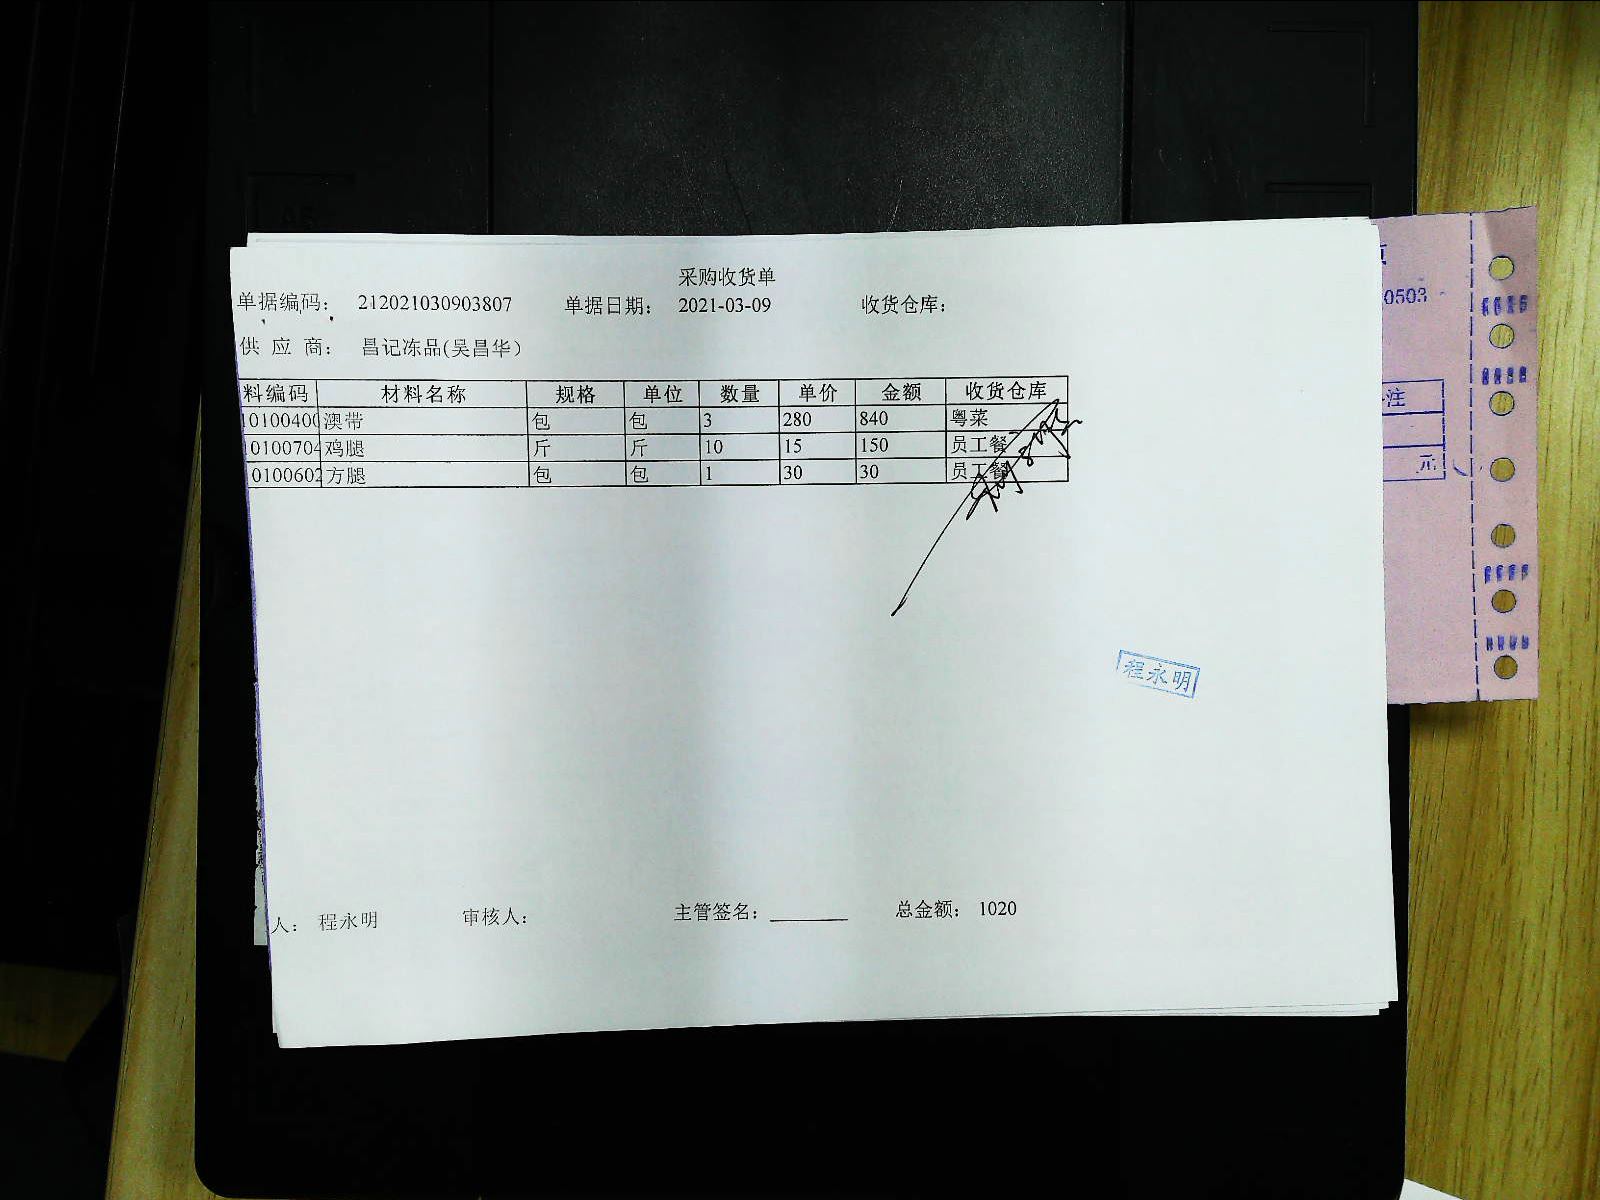 采购收货单
单据编码： 212021030903807 单据日期： 2021-03-09 收货仓库：
供 应 商： 昌记冻品(吴昌华）
料编码 材料名称 规格 单位 数量 单价 金额 收货仓库
10100400 澳带 包 包 3 280 840 粤菜
10100704 鸡腿 斤 斤 10 15 150 员工餐
0100602 方腿 包 包 1 30 30 员工餐
程永明
人： 程永明 审核人： 主管签名： 总金额： 1020
0503
注
元